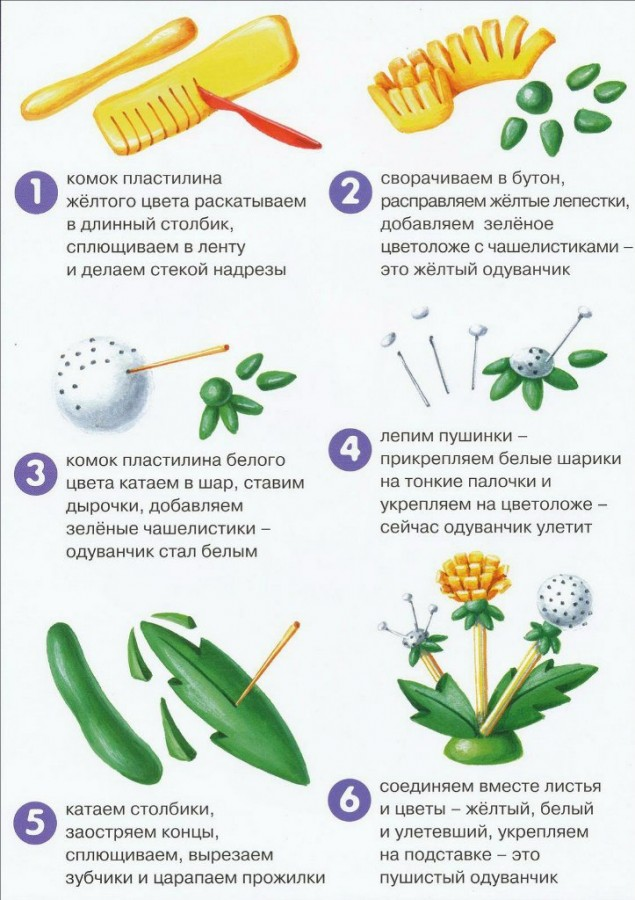 1
комок пластилина
жёлтого цвета раскатываем
в длинный столбик,
сплющиваем в ленту
и делаем стекой надрезы
2
сворачиваем в бутон,
расправляем жёлтые лепестки,
добавляем зелёное
цветоложе с чашелистиками –
это жёлтый одуванчик
3
комок пластилина белого
цвета катаем в шар, ставим
дырочки, добавляем
зелёные чашелистики –
одуванчик стал белым
4
лепим пушинки –
прикрепляем белые шарики
на тонкие палочки и
укрепляем на цветоложе –
сейчас одуванчик улетит
5
катаем столбики,
заостряем концы,
сплющиваем, вырезаем
зубчики и царапаем прожилки
6
соединяем вместе листья
и цветы – жёлтый, белый
и улетевший, укрепляем
на подставке – это
пушистый одуванчик